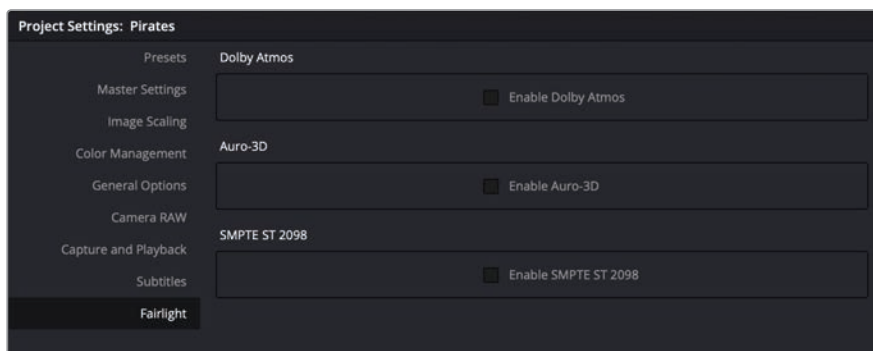 Project Settings: Pirates
Presets
Master Settings
Image Scaling
Color Management
General Options
Camera RAW
Capture and Playback
Subtitles
Fairlight
Dolby Atmos
Enable Dolby Atmos
Auro-3D
Enable Auro-3D
SMPTE ST 2098
Enable SMPTE ST 2098